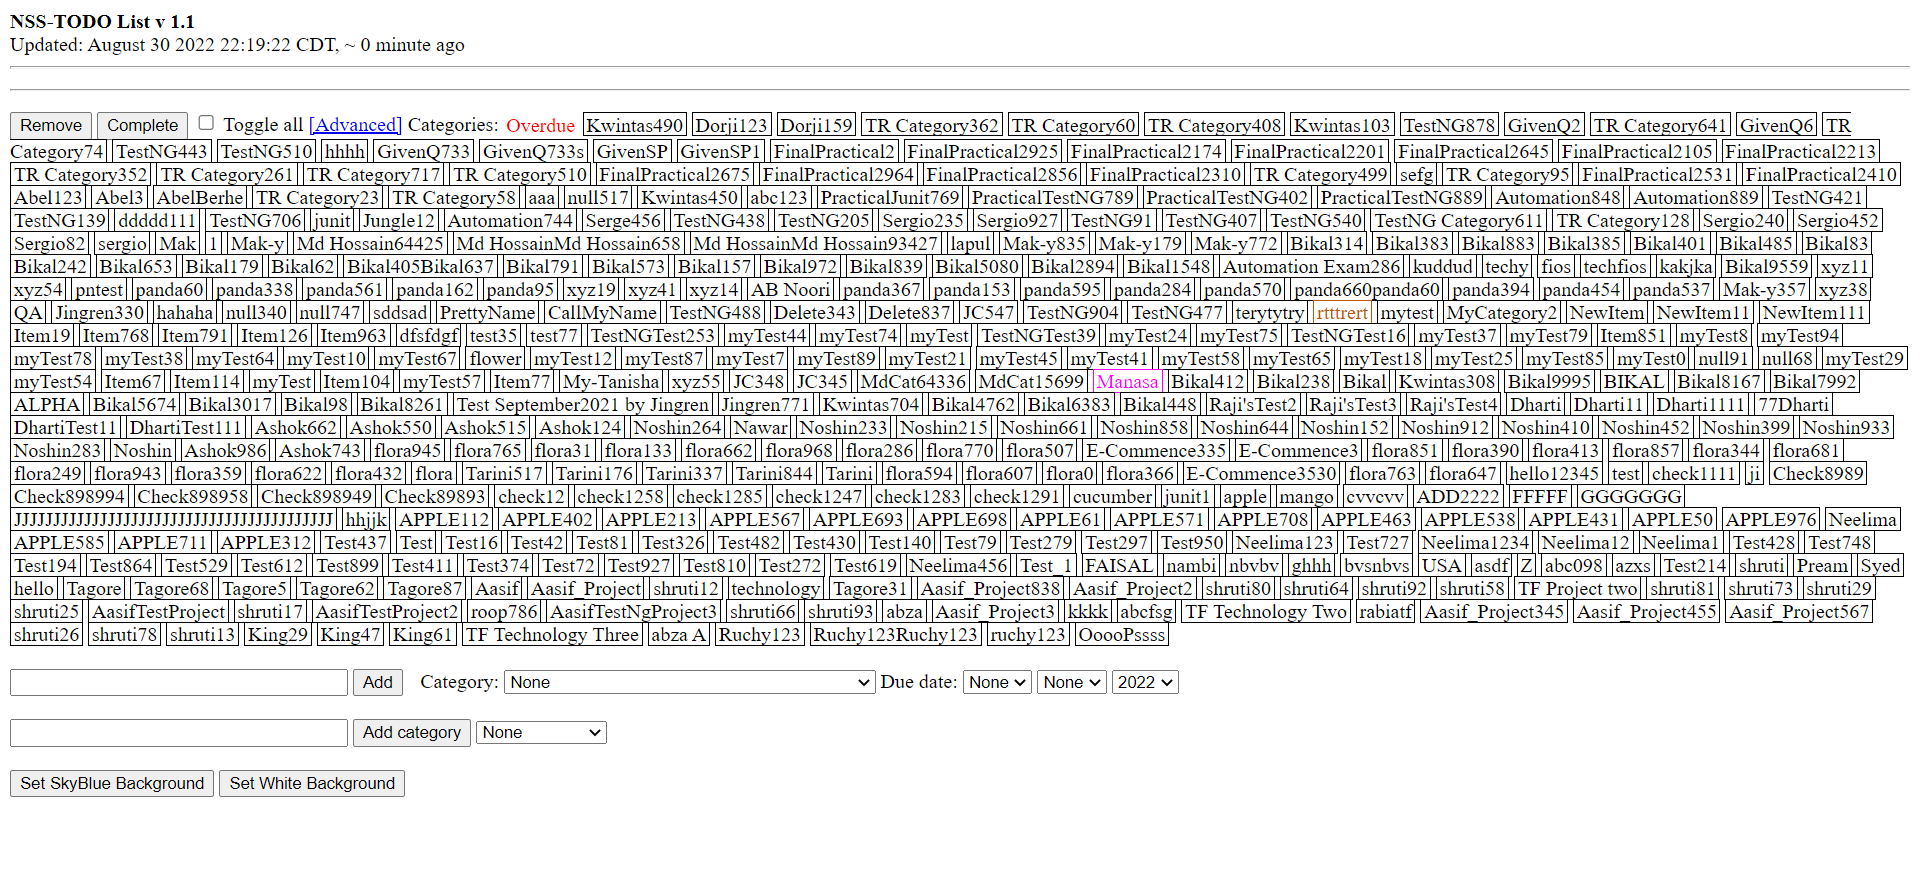 NSS-TODO List v 1.1
Updated: August 30 2022 22:19:22 CDT, ~ 0 minute ago
Remove Complete Toggle all [Advanced] Categories: Overdue Kwintas490 Dorji123 Dorji159 TR Category362 TR Category60 TR Category408 Kwintas103 TestNG878 GivenQ2 TR Category641 GivenQ6 TR
Category74 TestNG443 TestNG510 hhhh GivenQ733 GivenQ733s GivenSP GivenSP1 FinalPractical2 FinalPractical2925 FinalPractical2174 FinalPractical2201 FinalPractical2645 FinalPractical2105 FinalPractical2213
TR Category352 TR Category261 TR Category717 TR Category510 FinalPractical2675 FinalPractical2964 FinalPractical2856 FinalPractical2310 TR Category499 sefg TR Category95 FinalPractical2531 FinalPractical2410
Abel123 Abel3 AbelBerhe TR Category23 TR Category58 aaa null517 Kwintas450 abc123 PracticalJunit769 PracticalTestNG789 PracticalTestNG402 PracticalTestNG889 Automation848 Automation889 TestNG421
TestNG139 ddddd111 TestNG706 junit Jungle12 Automation744 Serge456 TestNG438 TestNG205 Sergio235 Sergio927 TestNG91 TestNG407 TestNG540 TestNG Category611 TR Category128 Sergio240 Sergio452
Sergio82 sergio Mak 1 Mak-y Md Hossain64425 Md HossainMd Hossain658 Md HossainMd Hossain93427 lapul Mak-y835 Mak-y179 Mak-y772 Bikal314 Bikal383 Bikal883 Bikal385 Bikal401 Bikal485 Bikal83
Bikal242 Bikal653 Bikal179 Bikal62 Bikal405Bikal637 Bikal791 Bikal573 Bikal157 Bikal972 Bikal839 Bikal5080 Bikal2894 Bikal1548 Automation Exam286 kuddud techy fios techfios kakjka Bikal9559 xyz11
xyz54 pntest panda60 panda338 panda561 panda162 panda95 xyz19 xyz41 xyz14 AB Noori panda367 panda153 panda595 panda284 panda570 panda660panda60 panda394 panda454 panda537 Mak-y357 xyz38
QA Jingren330 hahaha null340 null747 sddsad PrettyName CallMyName TestNG488 Delete343 Delete837 JC547 TestNG904 TestNG477 terytytry rtttrert mytest MyCategory2 NewItem NewItem11 NewItem111
Item19 Item768 Item791 Item126 Item963 dfsfdgf test35 test77 TestNGTest253 myTest44 myTest74 myTest TestNGTest39 myTest24 myTest75 TestNGTest16 myTest37 myTest79 Item851 myTest8 myTest94
myTest78 myTest38 myTest64 myTest10 myTest67 flower myTest12 myTest87 myTest7 myTest89 myTest21 myTest45 myTest41 myTest58 myTest65 myTest18 myTest25 myTest85 myTest0 null91 null68 myTest29
myTest54 Item67 Item114 myTest Item104 myTest57 Item77 My-Tanisha xyz55 JC348 JC345 MdCat64336 MdCat15699 Manasa Bikal412 Bikal238 Bikal Kwintas308 Bikal9995 BIKAL Bikal8167 Bikal7992
ALPHA Bikal5674 Bikal3017 Bikal98 Bikal8261 Test September2021 by Jingren Jingren771 Kwintas704 Bikal4762 Bikal6383 Bikal448 Raji'sTest2 Raji'sTest3 Raji'sTest4 Dharti Dharti11 Dharti1111 77Dharti
DhartiTest11 DhartiTest111 Ashok662 Ashok550 Ashok515 Ashok124 Noshin264 Nawar Noshin233 Noshin215 Noshin661 Noshin858 Noshin644 Noshin152 Noshin912 Noshin410 Noshin452 Noshin399 Noshin933
Noshin283 Noshin Ashok986 Ashok743 flora945 flora765 flora31 flora133 flora662 flora968 flora286 flora770 flora507 E-Commence335 E-Commence3 flora851 flora390 flora413 flora857 flora344 flora681
flora249 flora943 flora359 flora622 flora432 flora Tarini517 Tarini176 Tarini337 Tarini844 Tarini flora594 flora607 flora0 flora366 E-Commence3530 flora763 flora647 hello12345 test check1111 ji Check8989
Check898994 Check898958 Check898949 Check89893 check12 check1258 check1285 check1247 check1283 check1291 cucumber junit1 apple mango cvvcvv ADD2222 FFFFF GGGGGGG
JJJJJJJJJJJJJJJJJJJJJJJJJJJJJJJJJJJJJJJJJ hhjjk APPLE112 APPLE402 APPLE213 APPLE567 APPLE693 APPLE698 APPLE61 APPLE571 APPLE708 APPLE463 APPLE538 APPLE431 APPLE50 APPLE976 Neelima
APPLE585 APPLE711 APPLE312 Test437 Test Test16 Test42 Test81 Test326 Test482 Test430 Test140 Test79 Test279 Test297 Test950 Neelima123 Test727 Neelima1234 Neelima12 Neelima1 Test428 Test748
Test194 Test864 Test529 Test612 Test899 Test411 Test374 Test72 Test927 Test810 Test272 Test619 Neelima456 Test_1 FAISAL nambi nbvbv ghhh bvsnbvs USA asdf Z abc098 azxs Test214 shruti Pream Syed
hello Tagore Tagore68 Tagore5 Tagore62 Tagore87 Aasif Aasif_Project shruti12 technology Tagore31 Aasif_Project838 Aasif_Project2 shruti80 shruti64 shruti92 shruti58 TF Project two shruti81 shruti73 shruti29
shruti25 AasifTestProject shruti17 AasifTestProject2 roop786 AasifTestNgProject3 shruti66 shruti93 abza Aasif_Project3 kkkk abcfsg TF Technology Two rabiatf Aasif_Project345 Aasif_Project455 Aasif_Project567
shruti26 shruti78 shruti13 King29 King47 King61 TF Technology Three abza A Ruchy123 Ruchy123Ruchy123 ruchy123 OoooPssss
Add Category: None Due date: None None 2022
Add category None
Set SkyBlue Background Set White Background